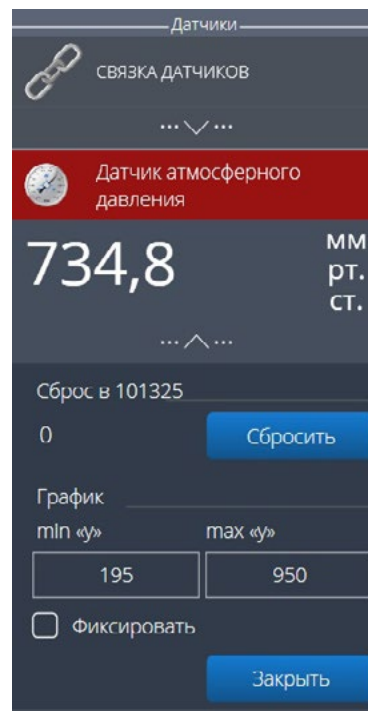 Датчики
СВЯЗКА ДАТЧИКОВ
Датчик атмосферного
давления
734,8
мм
рт.
ст.
Сброс в 101325
0 Сбросить
График
min «y» max «y»
195 950
Фиксировать
Закрыть